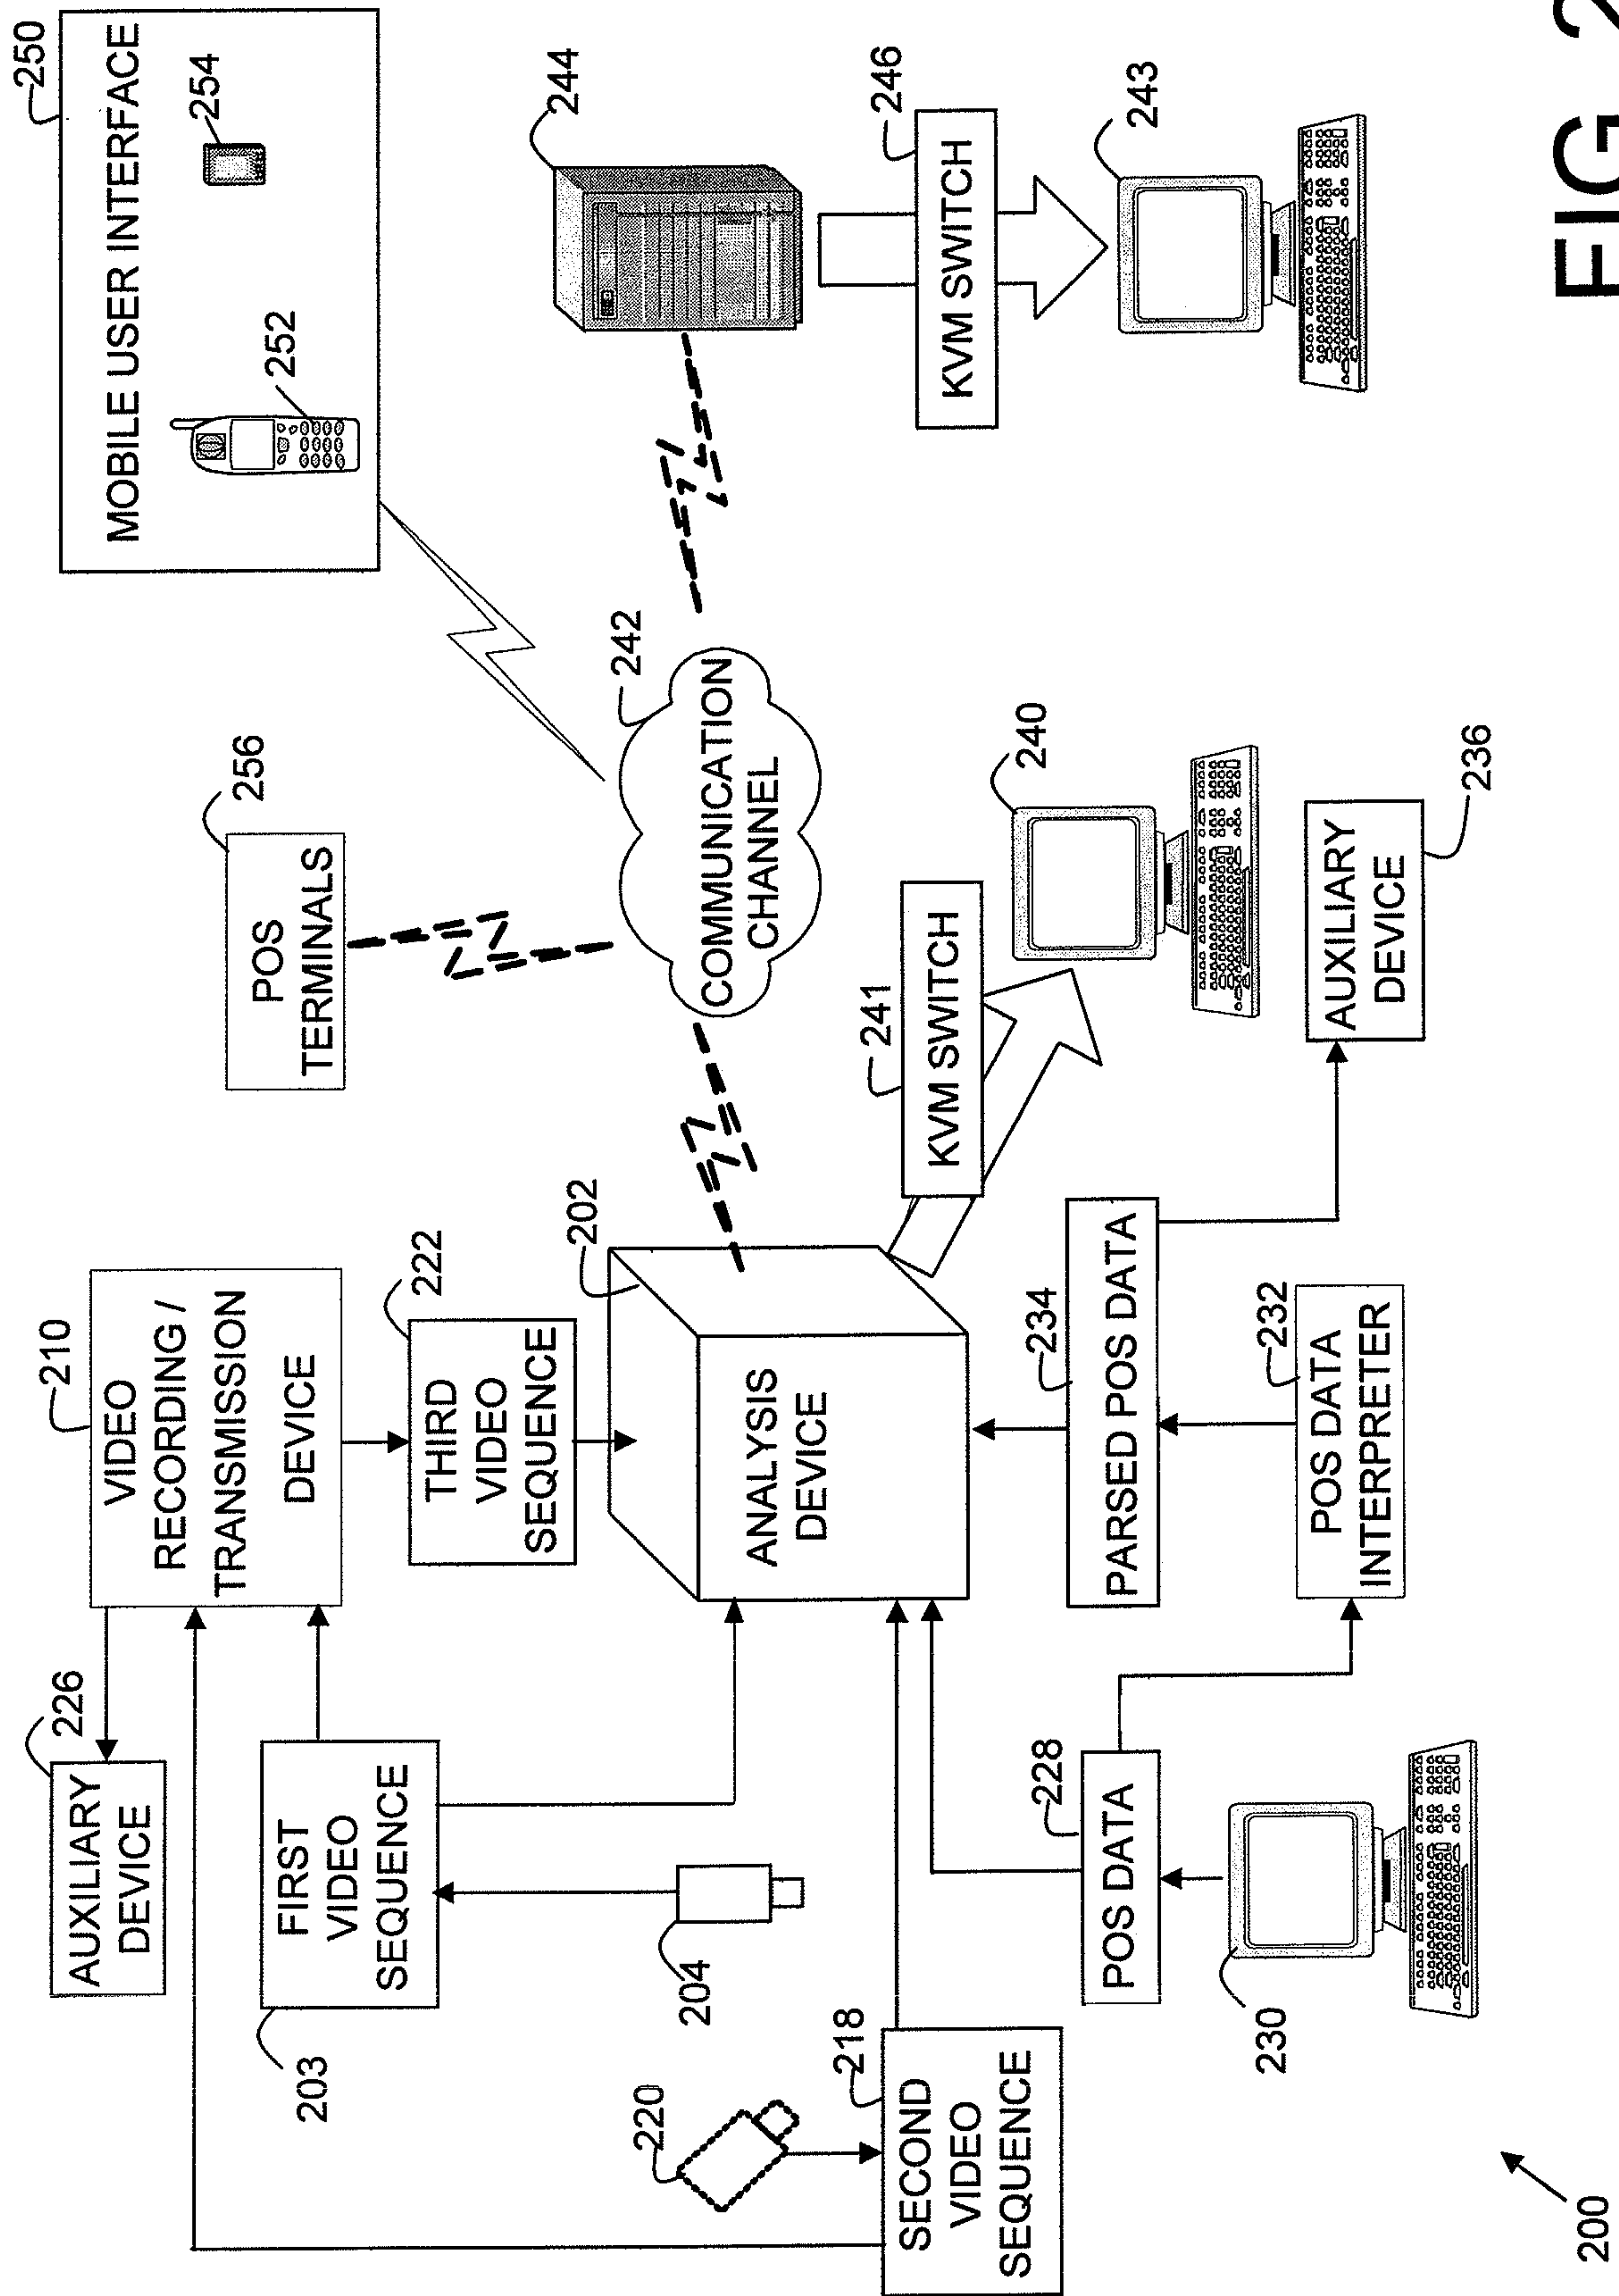 250
MOBILE USER INTERFACE
252
254
210
VIDEO
RECORDING /
TRANSMISSION
DEVICE
226
AUXILIARY
DEVICE
256
POS
TERMINALS
203
FIRST
VIDEO
SEQUENCE
222
THIRD
VIDEO
SEQUENCE
202
ANALYSIS
DEVICE
242
COMMUNICATION
CHANNEL
244
204
220
218
SECOND
VIDEO
SEQUENCE
241
KVM SWITCH
246
KVM SWITCH
240
243
228
POS DATA
234
PARSED POS DATA
230
232
POS DATA
INTERPRETER
AUXILIARY
DEVICE
236
200
FIG 2